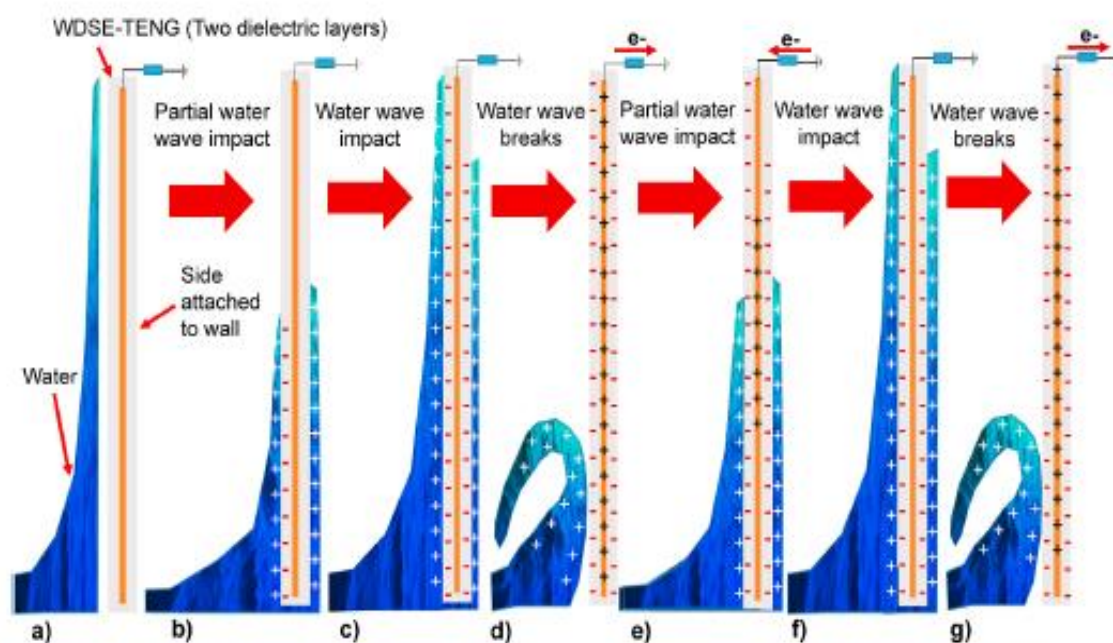 WDSE-TENG (Two dielectric layers)
Partial water
wave impact
Water wave
impact
Water wave
breaks
e-
Partial water
wave impact
e-
Water wave
impact
Water wave
breaks
e-
Side
attached
to wall
Water
a)
b)
c)
d)
e)
f)
g)